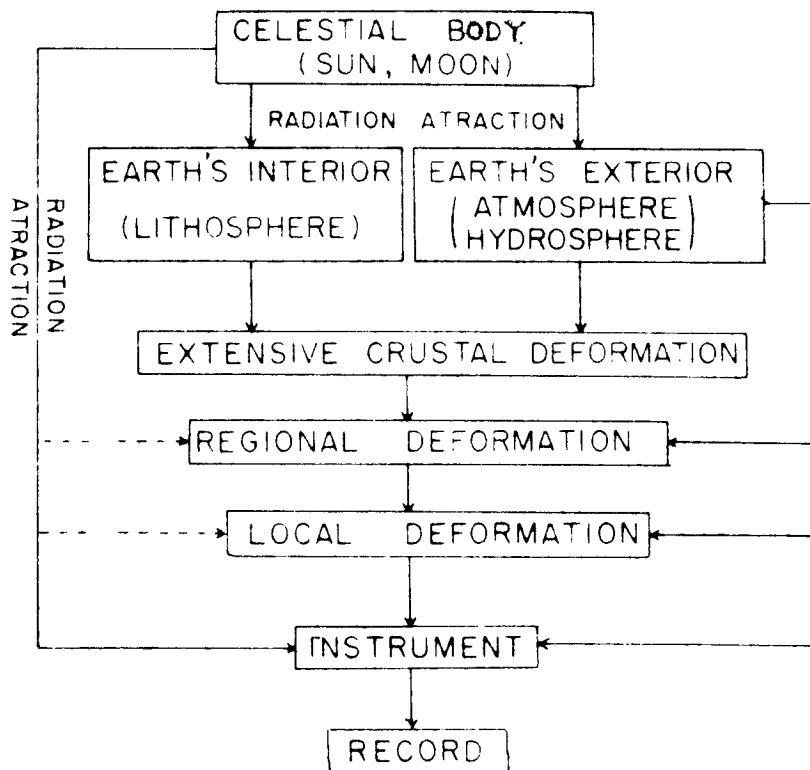 CELESTIAL BODY.
(SUN, MOON)
RADIATION ATRACTION
EARTH'S INTERIOR
(LITHOSPHERE)
EARTH'S EXTERIOR
(ATMOSPHERE
HYDROSPHERE)
RADIATION
ATRACTION
EXTENSIVE CRUSTAL DEFORMATION
REGIONAL DEFORMATION
LOCAL DEFORMATION
INSTRUMENT
RECORD